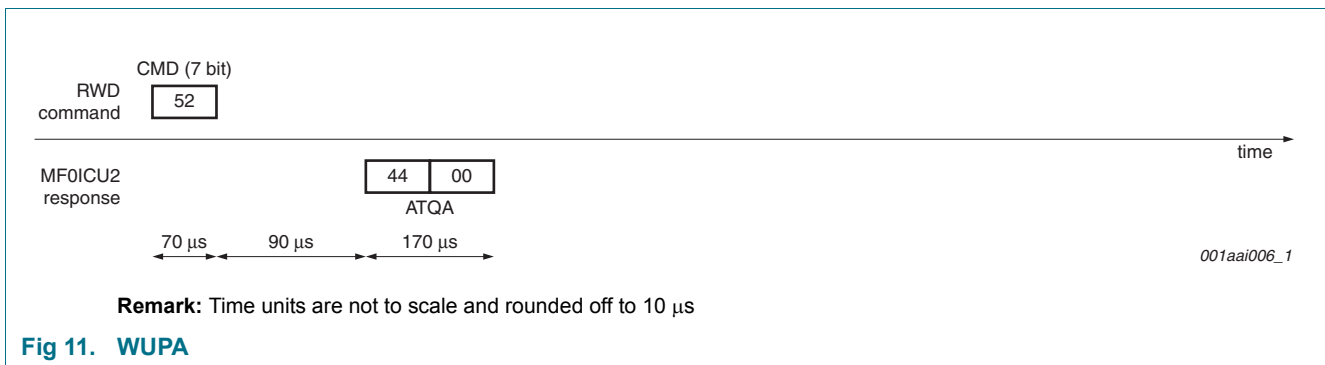 CMD (7 bit)
RWD
command
52
time
MF0ICU2
response
44 00
ATQA
70 μs 90 μs 170 μs
001aai006_1
Remark: Time units are not to scale and rounded off to 10 μs
Fig 11. WUPA